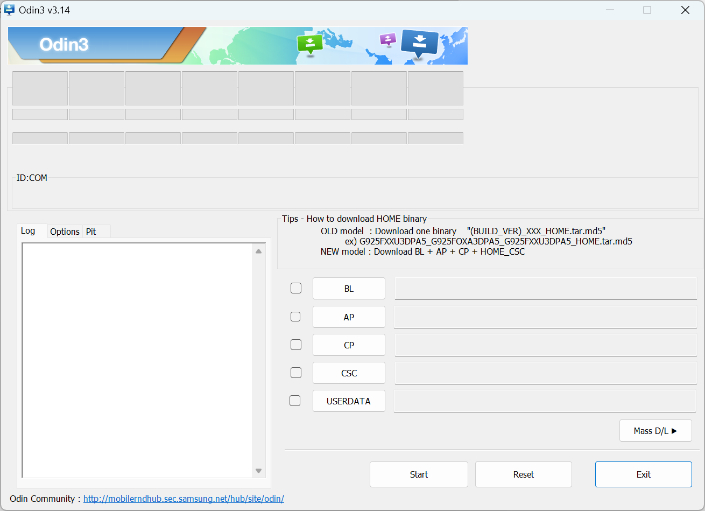 Odin3 v3.14
Odin3
ID:COM
Log Options Pit
Tips - How to download HOME binary
OLD model : Download one binary "(BUILD_VER)_XXX_HOME.tar.md5"
ex) G925FXXU3DPA5_G925FOXA3DPA5_G925FXXU3DPA5_HOME.tar.md5
NEW model : Download BL + AP + CP + HOME_CSC
BL
AP
CP
CSC
USERDATA
Mass D/L ►
Start Reset Exit
Odin Community : http://mobilerndhub.sec.samsung.net/hub/site/odin/